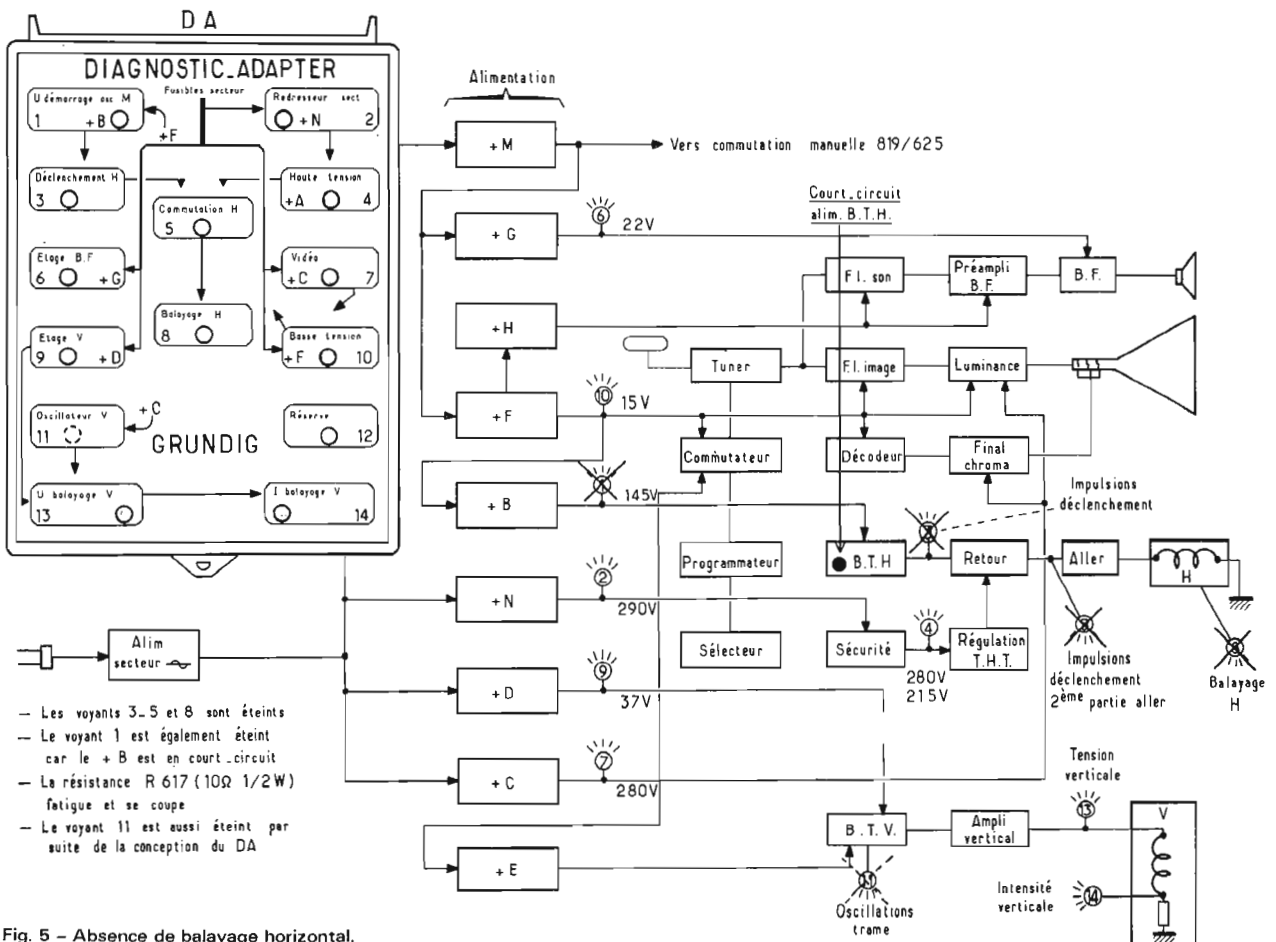 DA
DIAGNOSTIC_ADAPTER
Fusibles secteur
U démarrage osc M
1 +B
+F
Redresseur sect
+N 2
Déclenchement H
3
Haute tension
+A 4
Commutation H
5
Etage B.F
6 +G
Vidéo
+C 7
Balayage H
8
Etage V
9 +D
Basse tension
+F 10
Oscillateur V
11
+C
Réserve
12
GRUNDIG
U balayage V
13
I balayage V
14
Alim
secteur
— Les voyants 3_5 et 8 sont éteints
— Le voyant 1 est également éteint
car le + B est en court_circuit
— La résistance R 617 (10Ω 1/2 W)
fatigue et se coupe
— Le voyant 11 est aussi éteint par
suite de la conception du DA
Alimentation
+ M
Vers commutation manuelle 819/625
+ G
6
22V
+ H
+ F
10
15 V
+ B
145V
+ N
2
290V
+ D
9
37V
+ C
7
280V
+ E
Court_circuit
alim. B.T.H.
F.I. son
Préampli
B.F.
B.F.
Tuner
F.I. image
Luminance
Commutateur
Décodeur
Final
chroma
Impulsions
déclenchement
Programmateur
B.T.H
Retour
Aller
H
Sélecteur
Sécurité
4
280V
215V
Régulation
T.H.T.
Impulsions
déclenchement
2ème partie aller
Balayage
H
Tension
verticale
13
B.T.V.
Ampli
vertical
V
11
Oscillations
trame
Intensité
verticale
14
Fig. 5 – Absence de balayage horizontal.